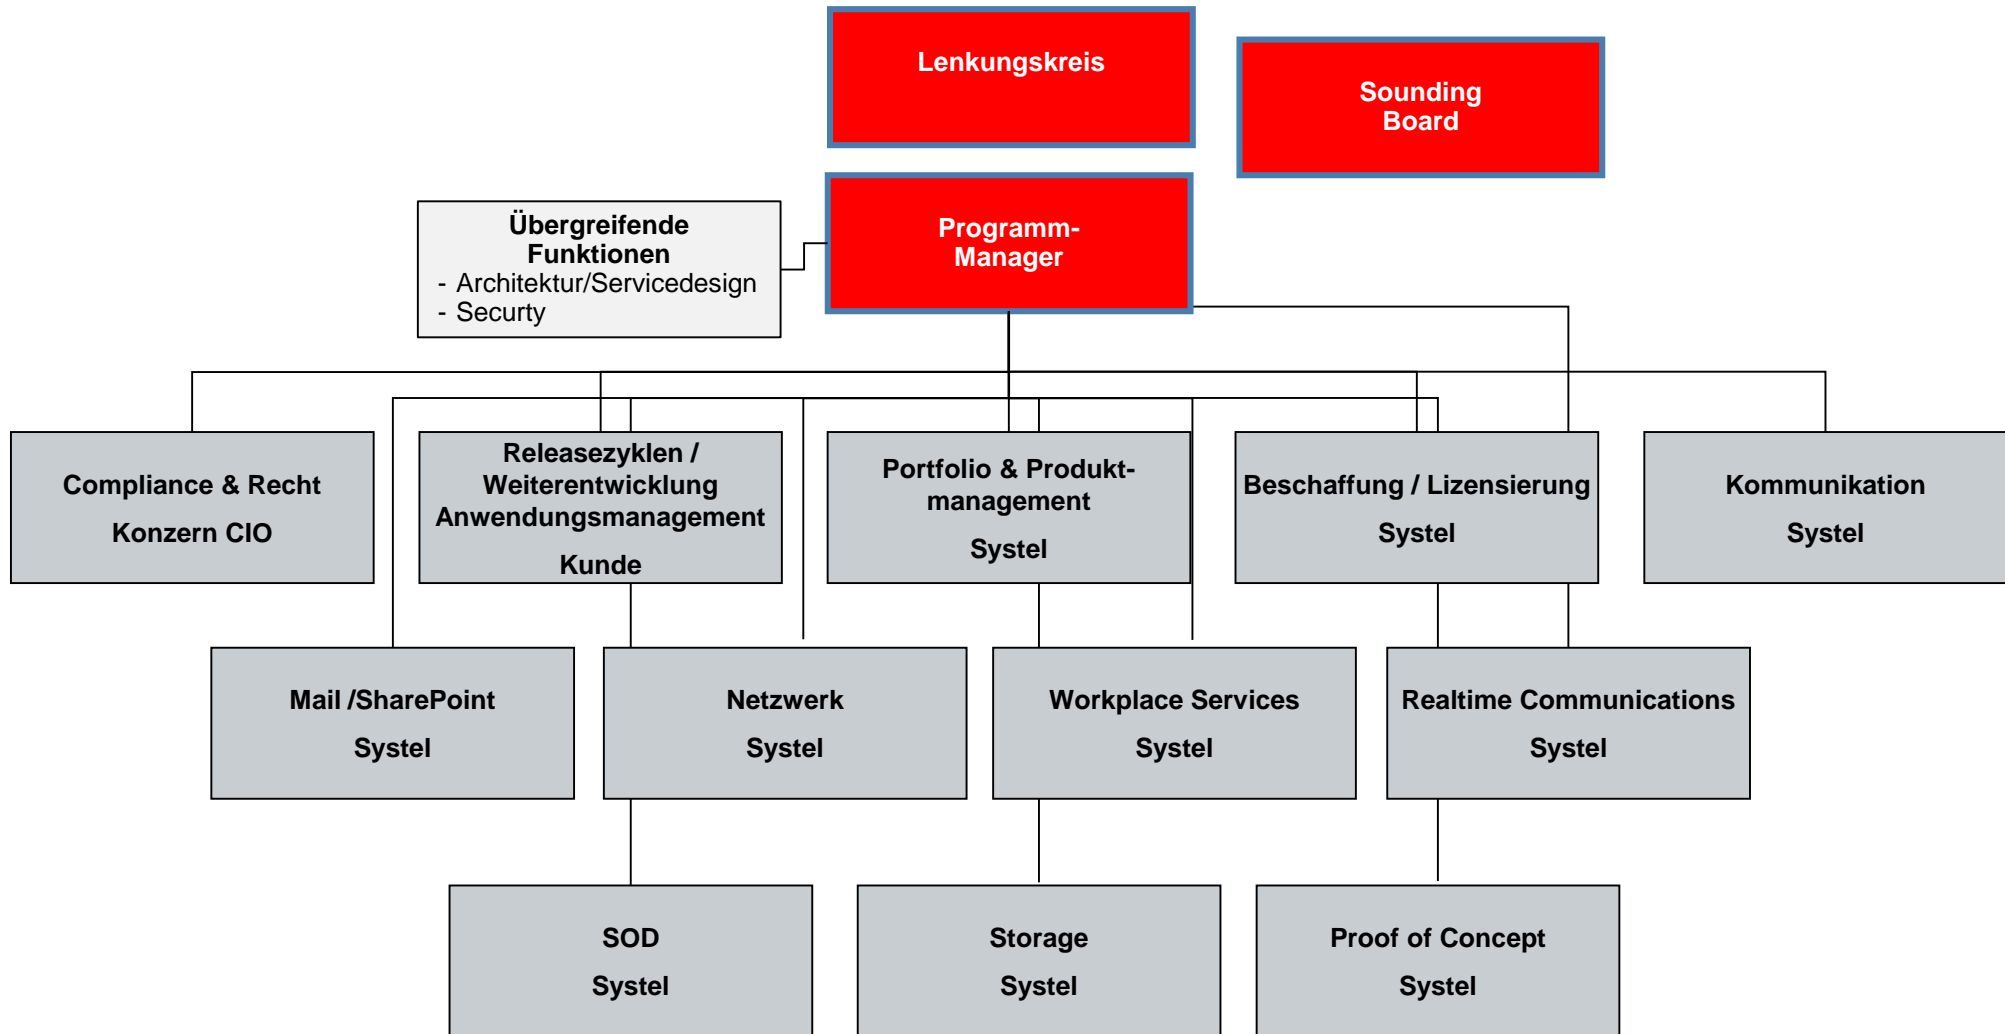 Lenkungskreis
Sounding
Board
Programm-
Manager
Übergreifende
Funktionen
- Architektur/Servicedesign
- Securty
Compliance & Recht
Konzern CIO
Releasezyklen /
Weiterentwicklung
Anwendungsmanagement
Kunde
Portfolio & Produkt-
management
Systel
Beschaffung / Lizensierung
Systel
Kommunikation
Systel
Mail /SharePoint
Systel
Netzwerk
Systel
Workplace Services
Systel
Realtime Communications
Systel
SOD
Systel
Storage
Systel
Proof of Concept
Systel